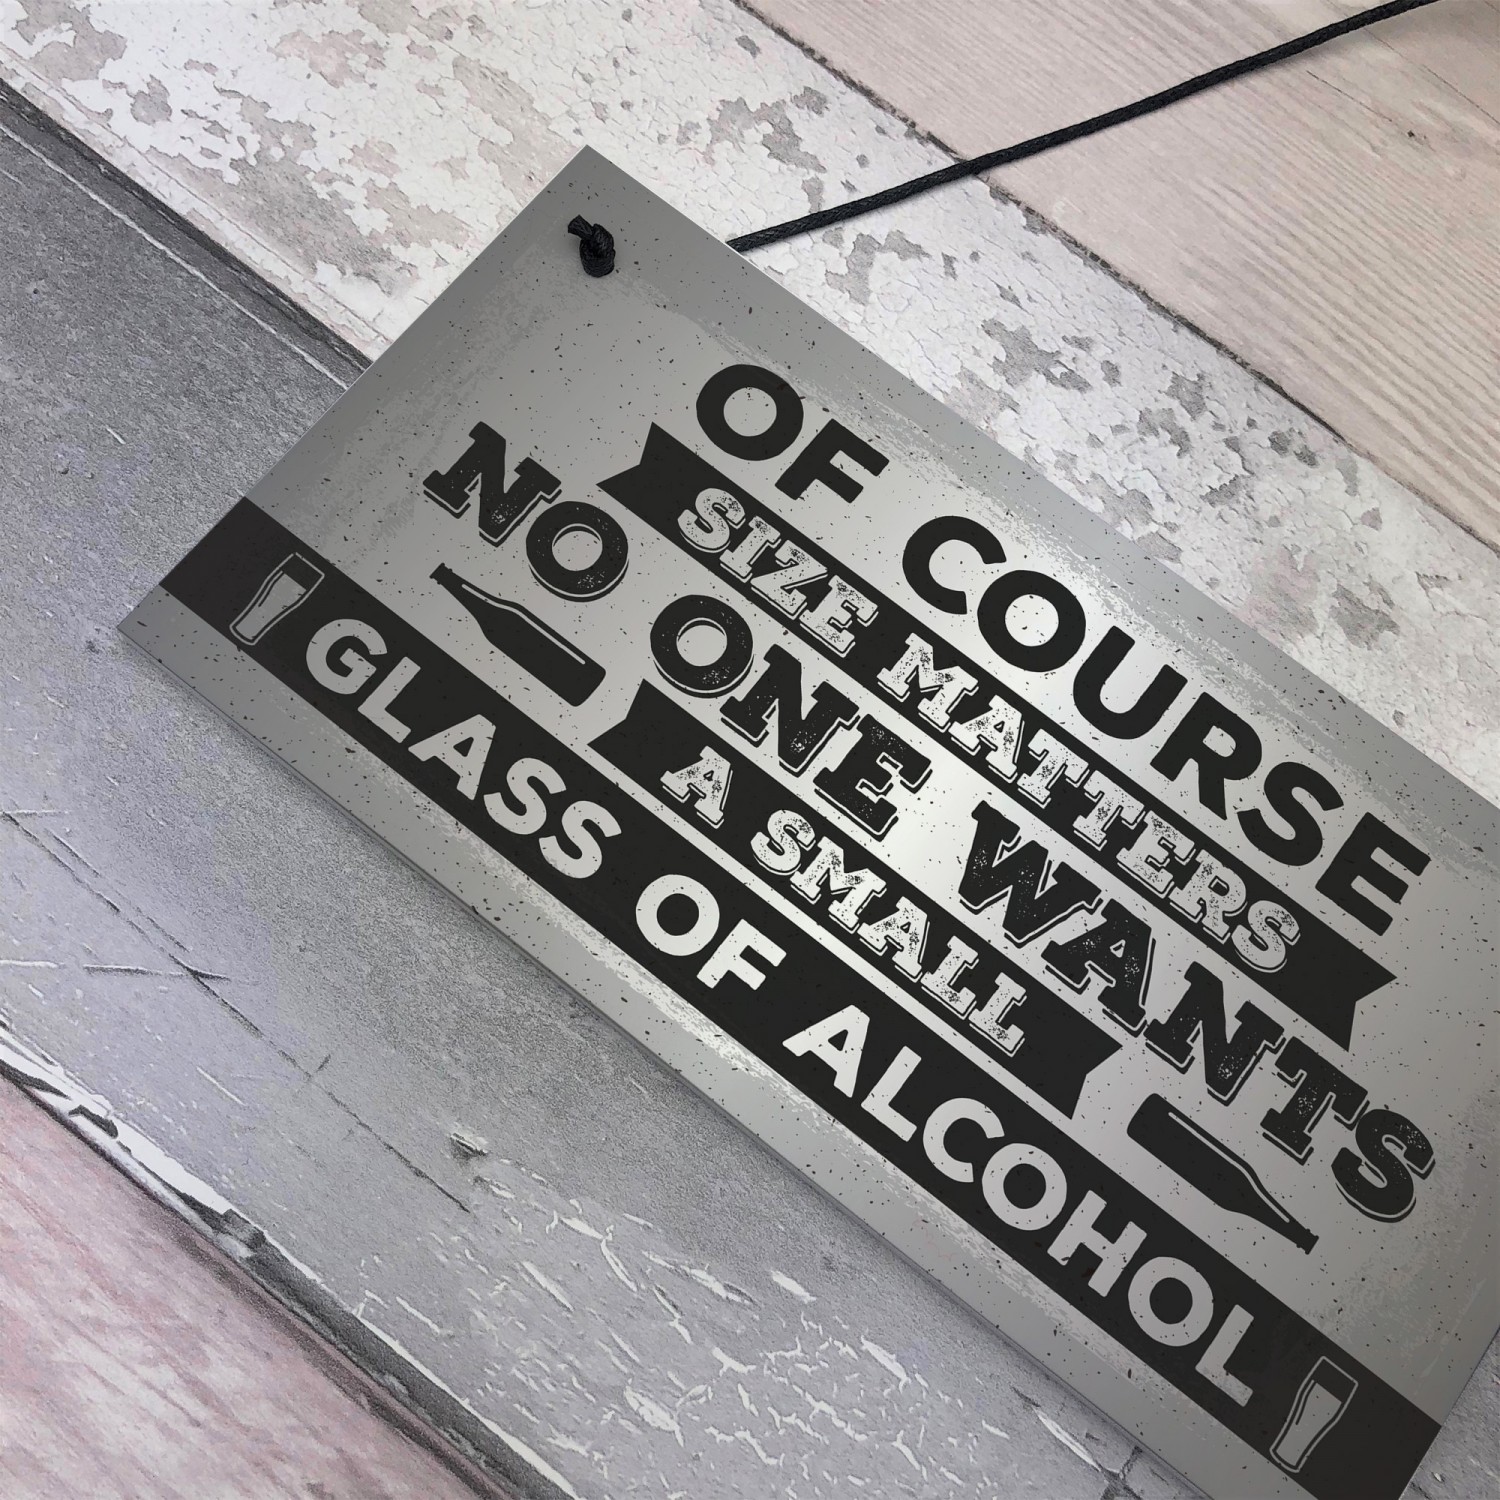 OF COURSE
SIZE MATTERS
NO ONE WANTS
A SMALL
GLASS OF ALCOHOL